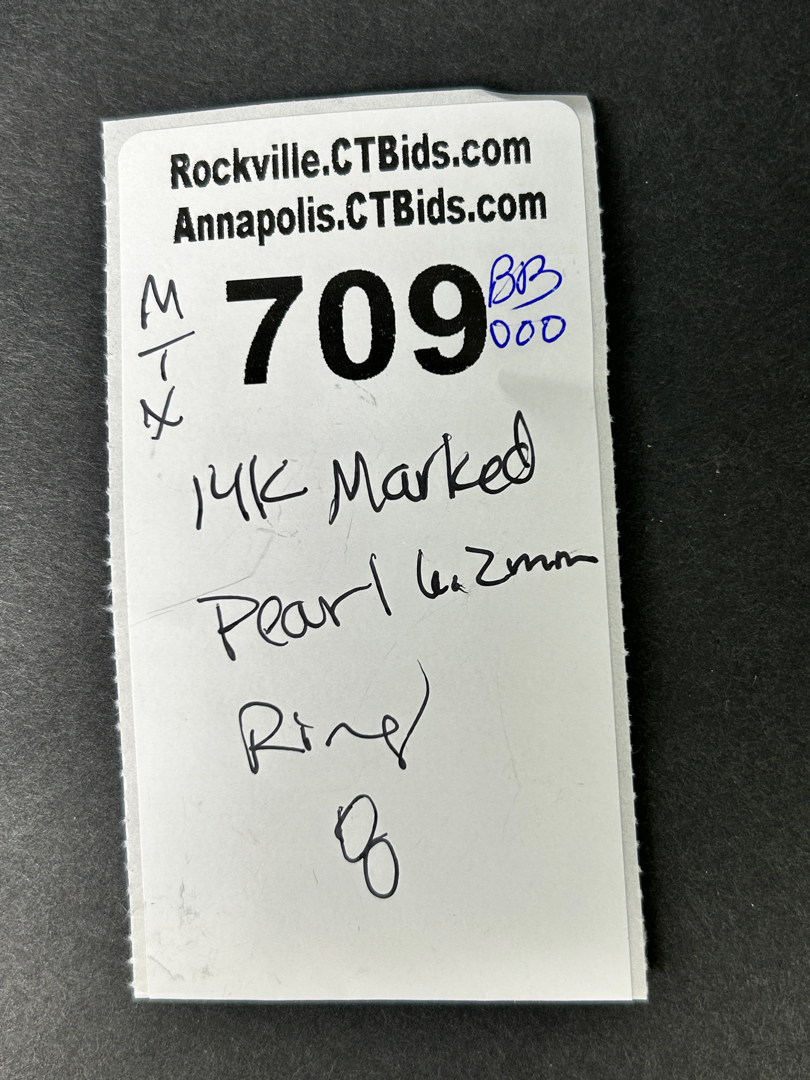 Rockville.CTBids.com
Annapolis.CTBids.com
M
T
X
709
BB
000
14K Marked
Pearl 6.2mm
Ring
8